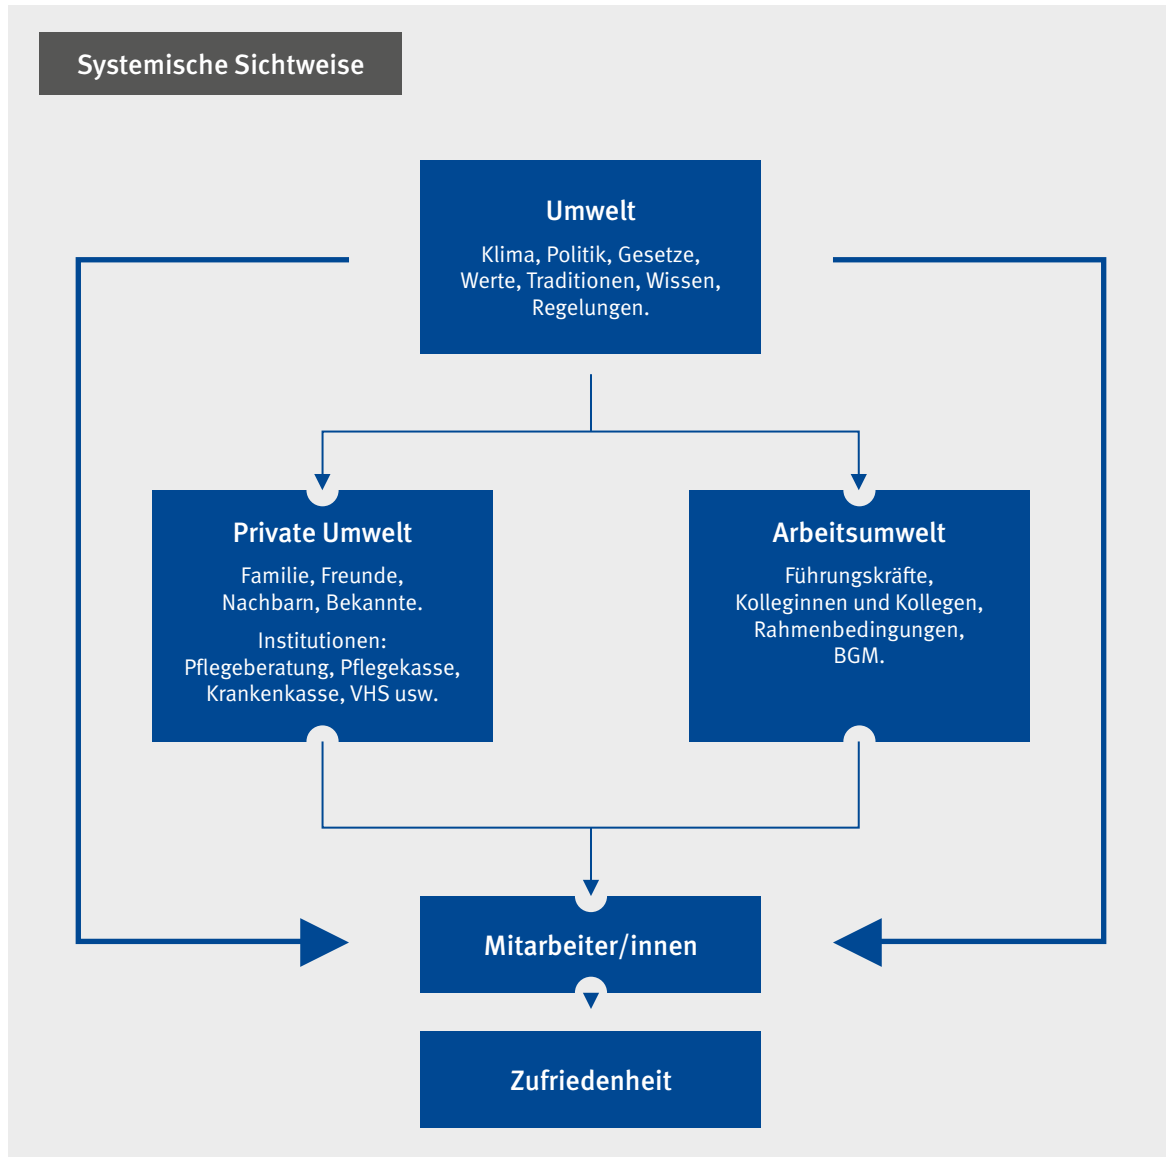 Systemische Sichtweise
Umwelt
Klima, Politik, Gesetze,
Werte, Traditionen, Wissen,
Regelungen.
Private Umwelt
Familie, Freunde,
Nachbarn, Bekannte.
Institutionen:
Pflegeberatung, Pflegekasse,
Krankenkasse, VHS usw.
Arbeitsumwelt
Führungskräfte,
Kolleginnen und Kollegen,
Rahmenbedingungen,
BGM.
Mitarbeiter/innen
Zufriedenheit